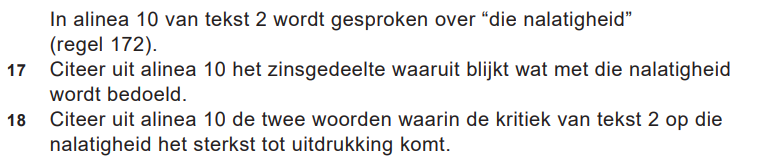 In alinea 10 van tekst 2 wordt gesproken over “die nalatigheid”
(regel 172).
17 Citeer uit alinea 10 het zinsgedeelte waaruit blijkt wat met die nalatigheid
wordt bedoeld.
18 Citeer uit alinea 10 de twee woorden waarin de kritiek van tekst 2 op die
nalatigheid het sterkst tot uitdrukking komt.